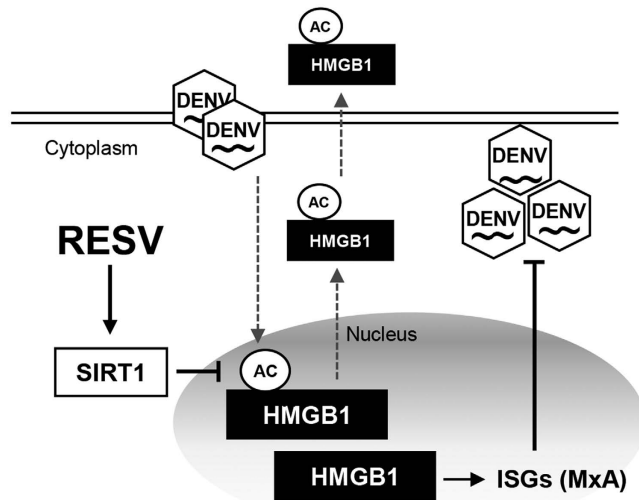 AC
HMGB1
DENV
DENV
Cytoplasm
DENV
AC
HMGB1
DENV
DENV
RESV
Nucleus
SIRT1
AC
HMGB1
HMGB1
ISGs (MxA)